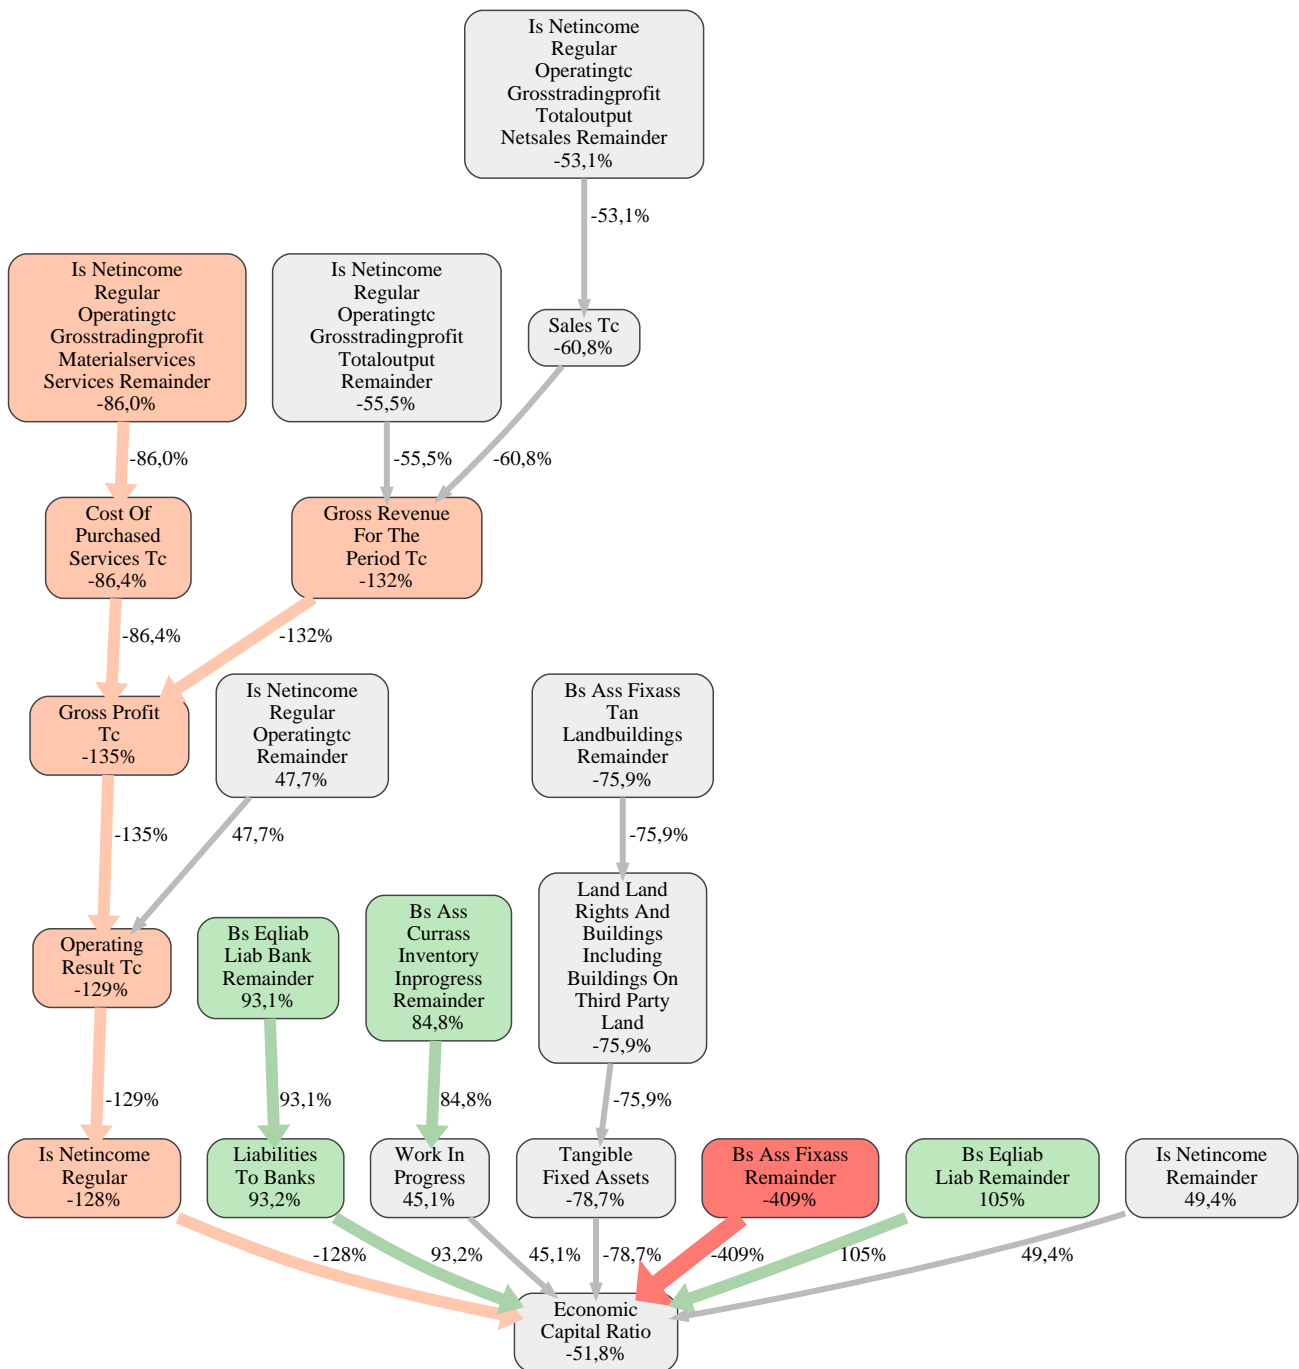 Is Netincome
Regular
Operatingtc
Grosstradingprofit
Totaloutput
Netsales Remainder
-53,1%
-53,1%
Is Netincome
Regular
Operatingtc
Grosstradingprofit
Materialservices
Services Remainder
-86,0%
Is Netincome
Regular
Operatingtc
Grosstradingprofit
Totaloutput
Remainder
-55,5%
Sales Tc
-60,8%
-86,0%
-55,5%
-60,8%
Cost Of
Purchased
Services Tc
-86,4%
Gross Revenue
For The
Period Tc
-132%
-86,4%
-132%
Gross Profit
Tc
-135%
Is Netincome
Regular
Operatingtc
Remainder
47,7%
Bs Ass Fixass
Tan
Landbuildings
Remainder
-75,9%
-135%
47,7%
-75,9%
Operating
Result Tc
-129%
Bs Eqliab
Liab Bank
Remainder
93,1%
Bs Ass
Currass
Inventory
Inprogress
Remainder
84,8%
Land Land
Rights And
Buildings
Including
Buildings On
Third Party
Land
-75,9%
-129%
93,1%
84,8%
-75,9%
Is Netincome
Regular
-128%
Liabilities
To Banks
93,2%
Work In
Progress
45,1%
Tangible
Fixed Assets
-78,7%
Bs Ass Fixass
Remainder
-409%
Bs Eqliab
Liab Remainder
105%
Is Netincome
Remainder
49,4%
-128%
93,2%
45,1%
-78,7%
-409%
105%
49,4%
Economic
Capital Ratio
-51,8%